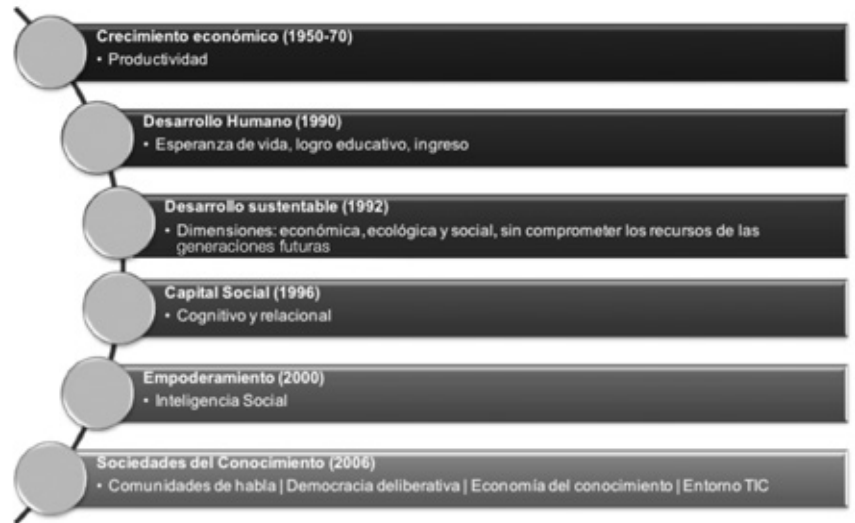 Crecimiento económico (1950-70)
• Productividad
Desarrollo Humano (1990)
• Esperanza de vida, logro educativo, ingreso
Desarrollo sustentable (1992)
• Dimensiones: económica, ecológica y social, sin comprometer los recursos de las
generaciones futuras
Capital Social (1996)
• Cognitivo y relacional
Empoderamiento (2000)
• Inteligencia Social
Sociedades del Conocimiento (2006)
• Comunidades de habla | Democracia deliberativa | Economía del conocimiento | Entorno TIC